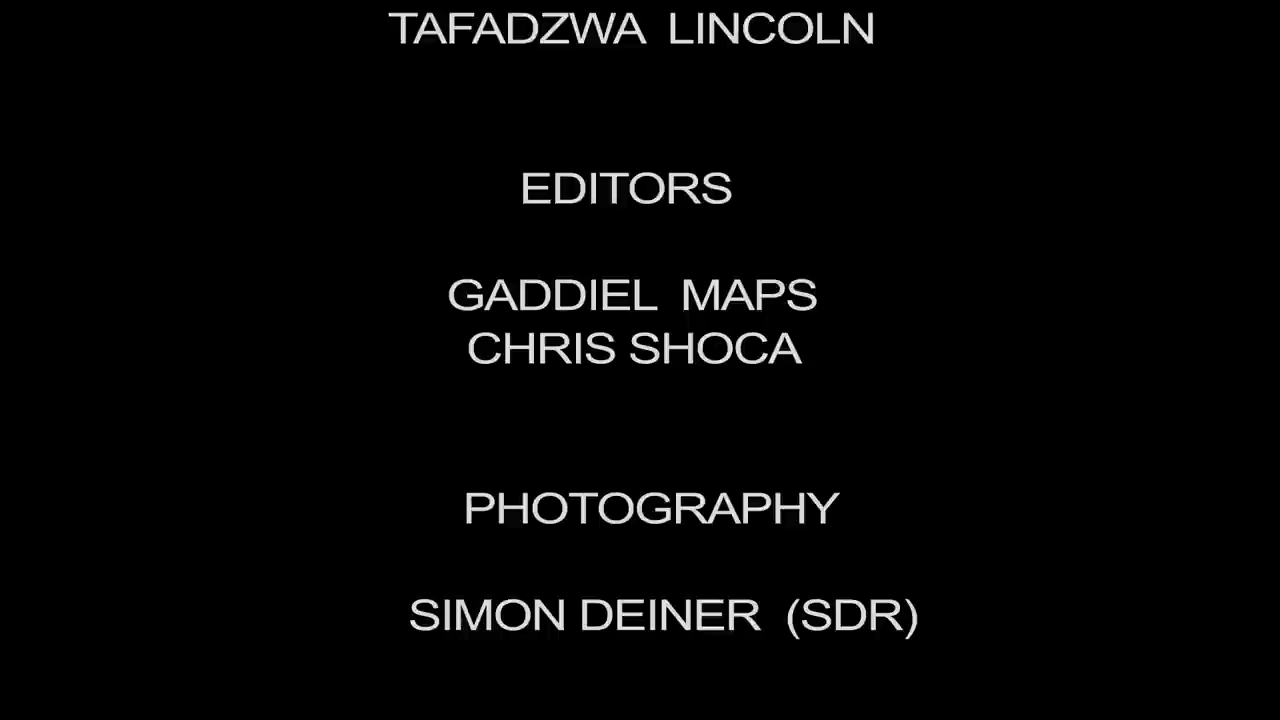 TAFADZWA LINCOLN
EDITORS
GADDIEL MAPS
CHRIS SHOCA
PHOTOGRAPHY
SIMON DEINER (SDR)